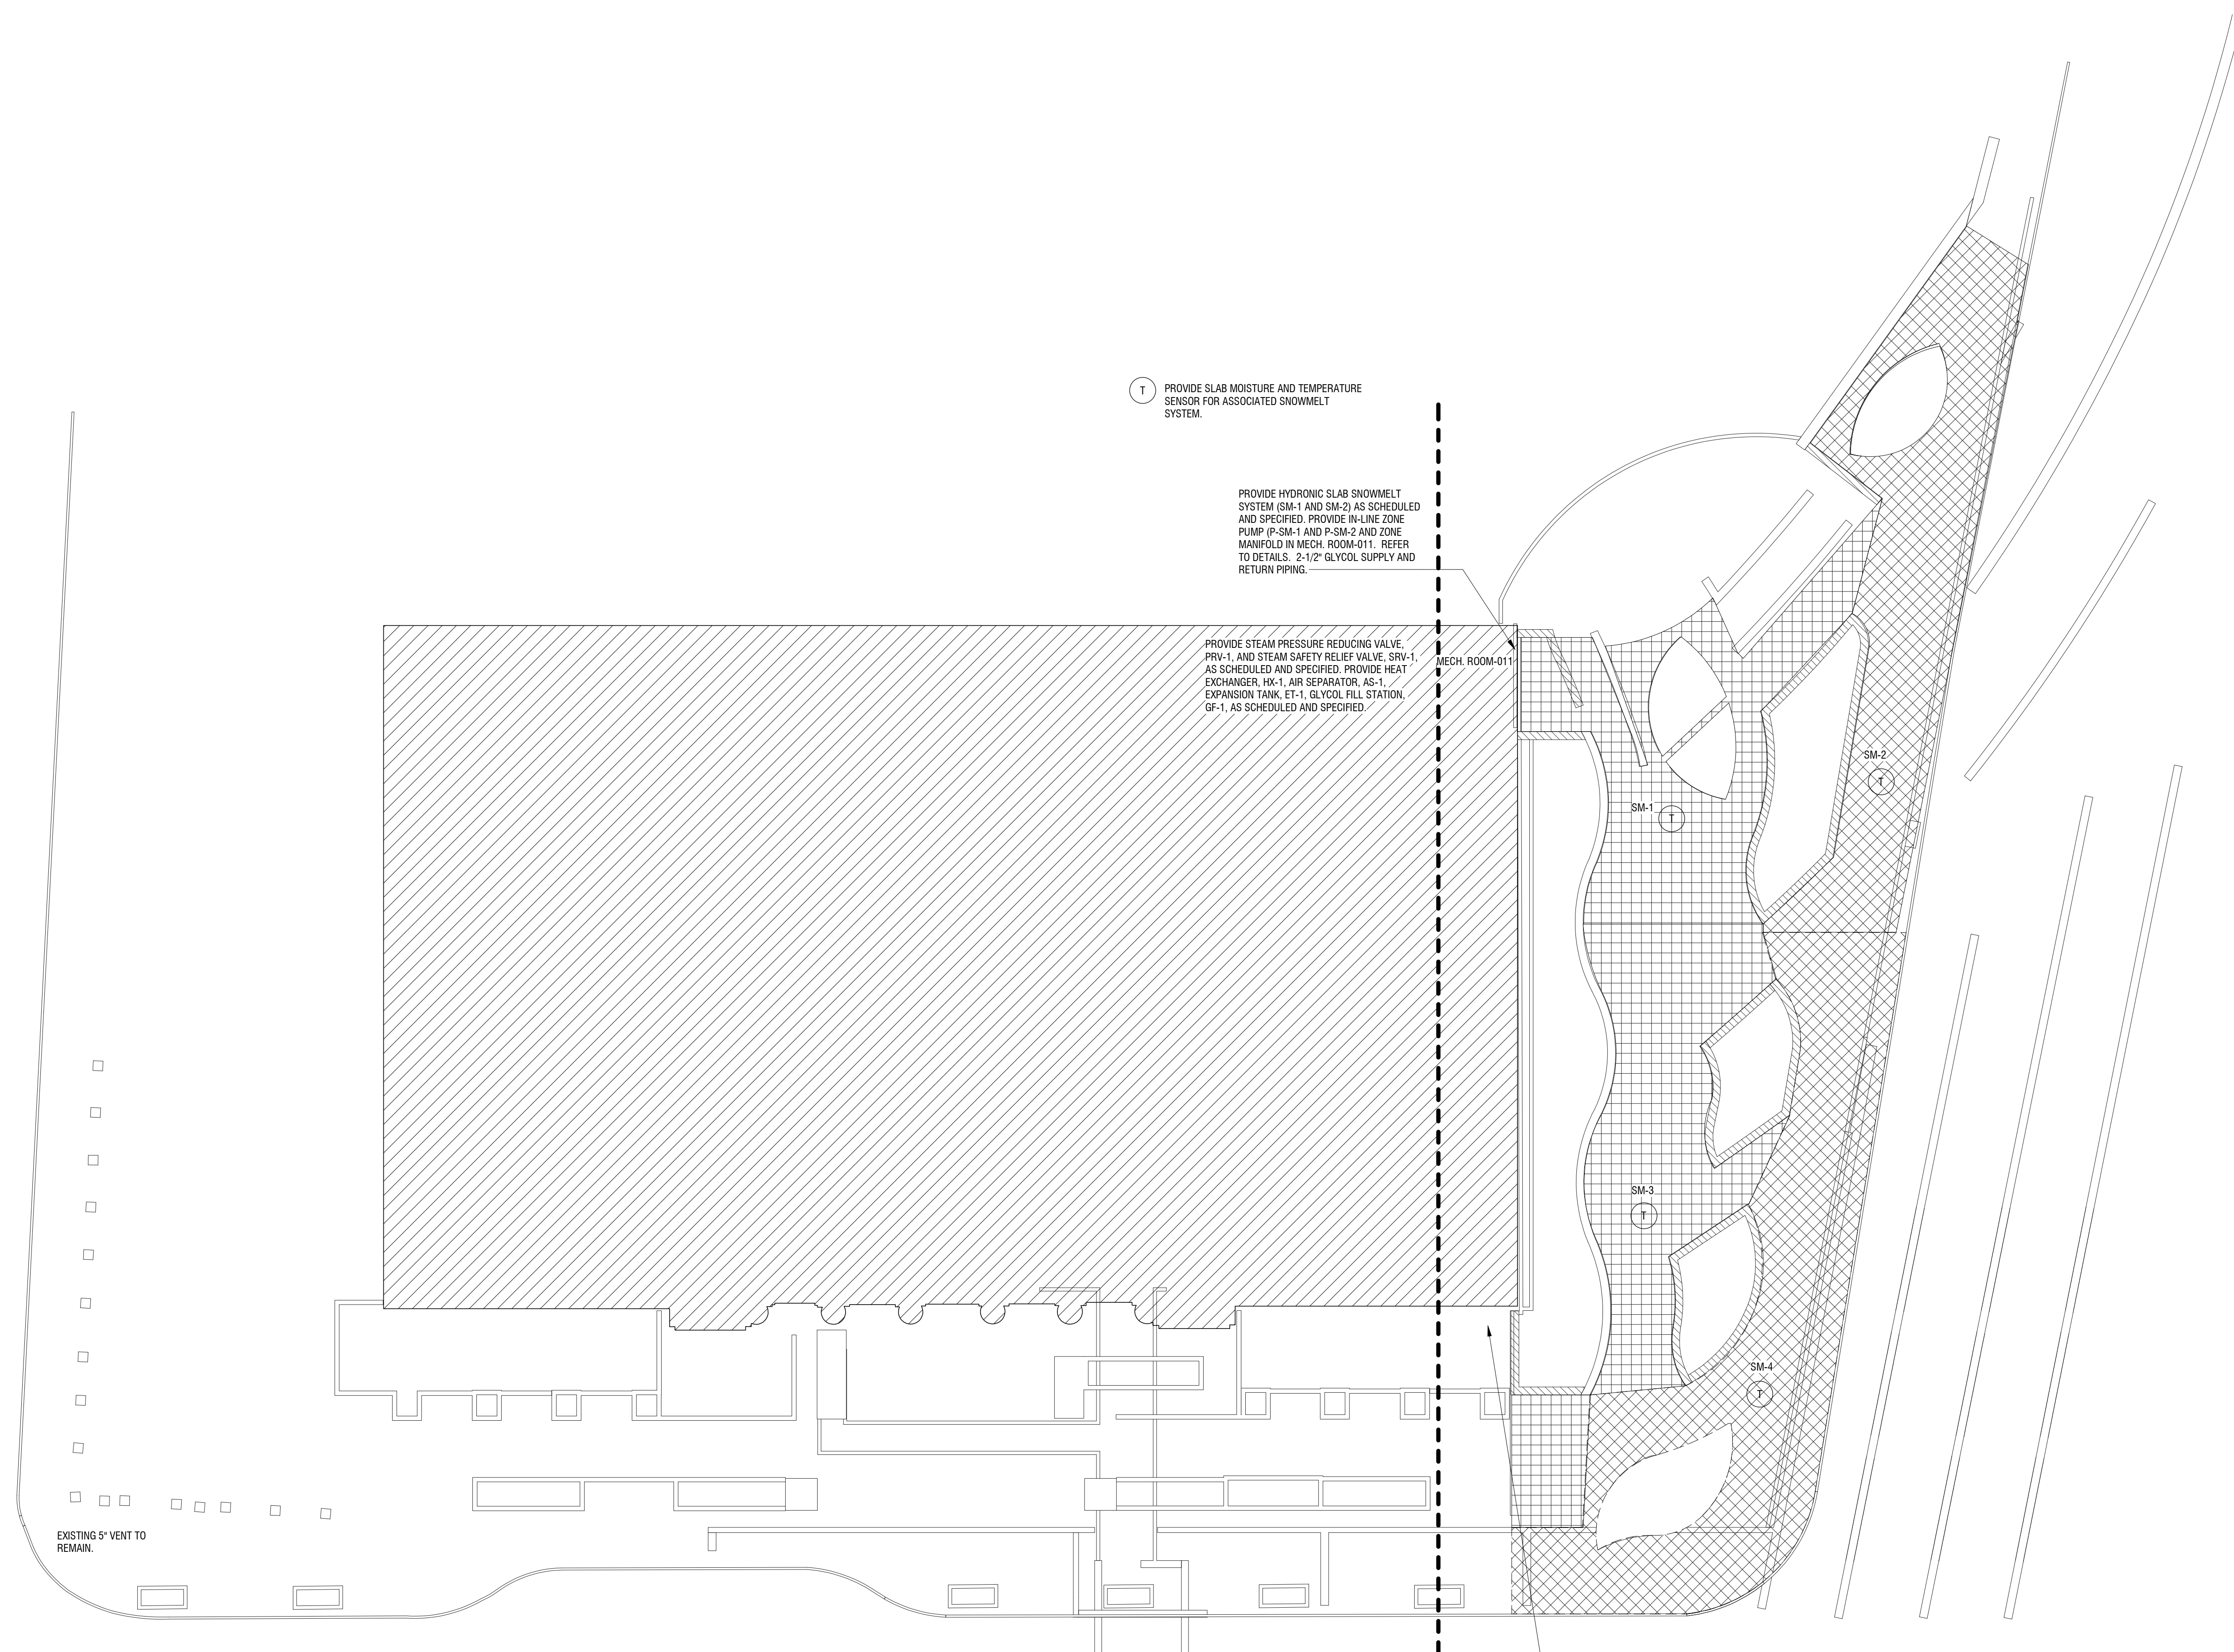 T
PROVIDE SLAB MOISTURE AND TEMPERATURE
SENSOR FOR ASSOCIATED SNOWMELT
SYSTEM.
PROVIDE HYDRONIC SLAB SNOWMELT
SYSTEM (SM-1 AND SM-2) AS SCHEDULED
AND SPECIFIED. PROVIDE IN-LINE ZONE
PUMP (P-SM-1 AND P-SM-2 AND ZONE
MANIFOLD IN MECH. ROOM-011. REFER
TO DETAILS. 2-1/2" GLYCOL SUPPLY AND
RETURN PIPING.
PROVIDE STEAM PRESSURE REDUCING VALVE,
PRV-1, AND STEAM SAFETY RELIEF VALVE, SRV-1,
AS SCHEDULED AND SPECIFIED. PROVIDE HEAT
EXCHANGER, HX-1, AIR SEPARATOR, AS-1,
EXPANSION TANK, ET-1, GLYCOL FILL STATION,
GF-1, AS SCHEDULED AND SPECIFIED.
MECH. ROOM-011
SM-2
T
SM-1
T
SM-3
T
SM-4
T
EXISTING 5" VENT TO
REMAIN.